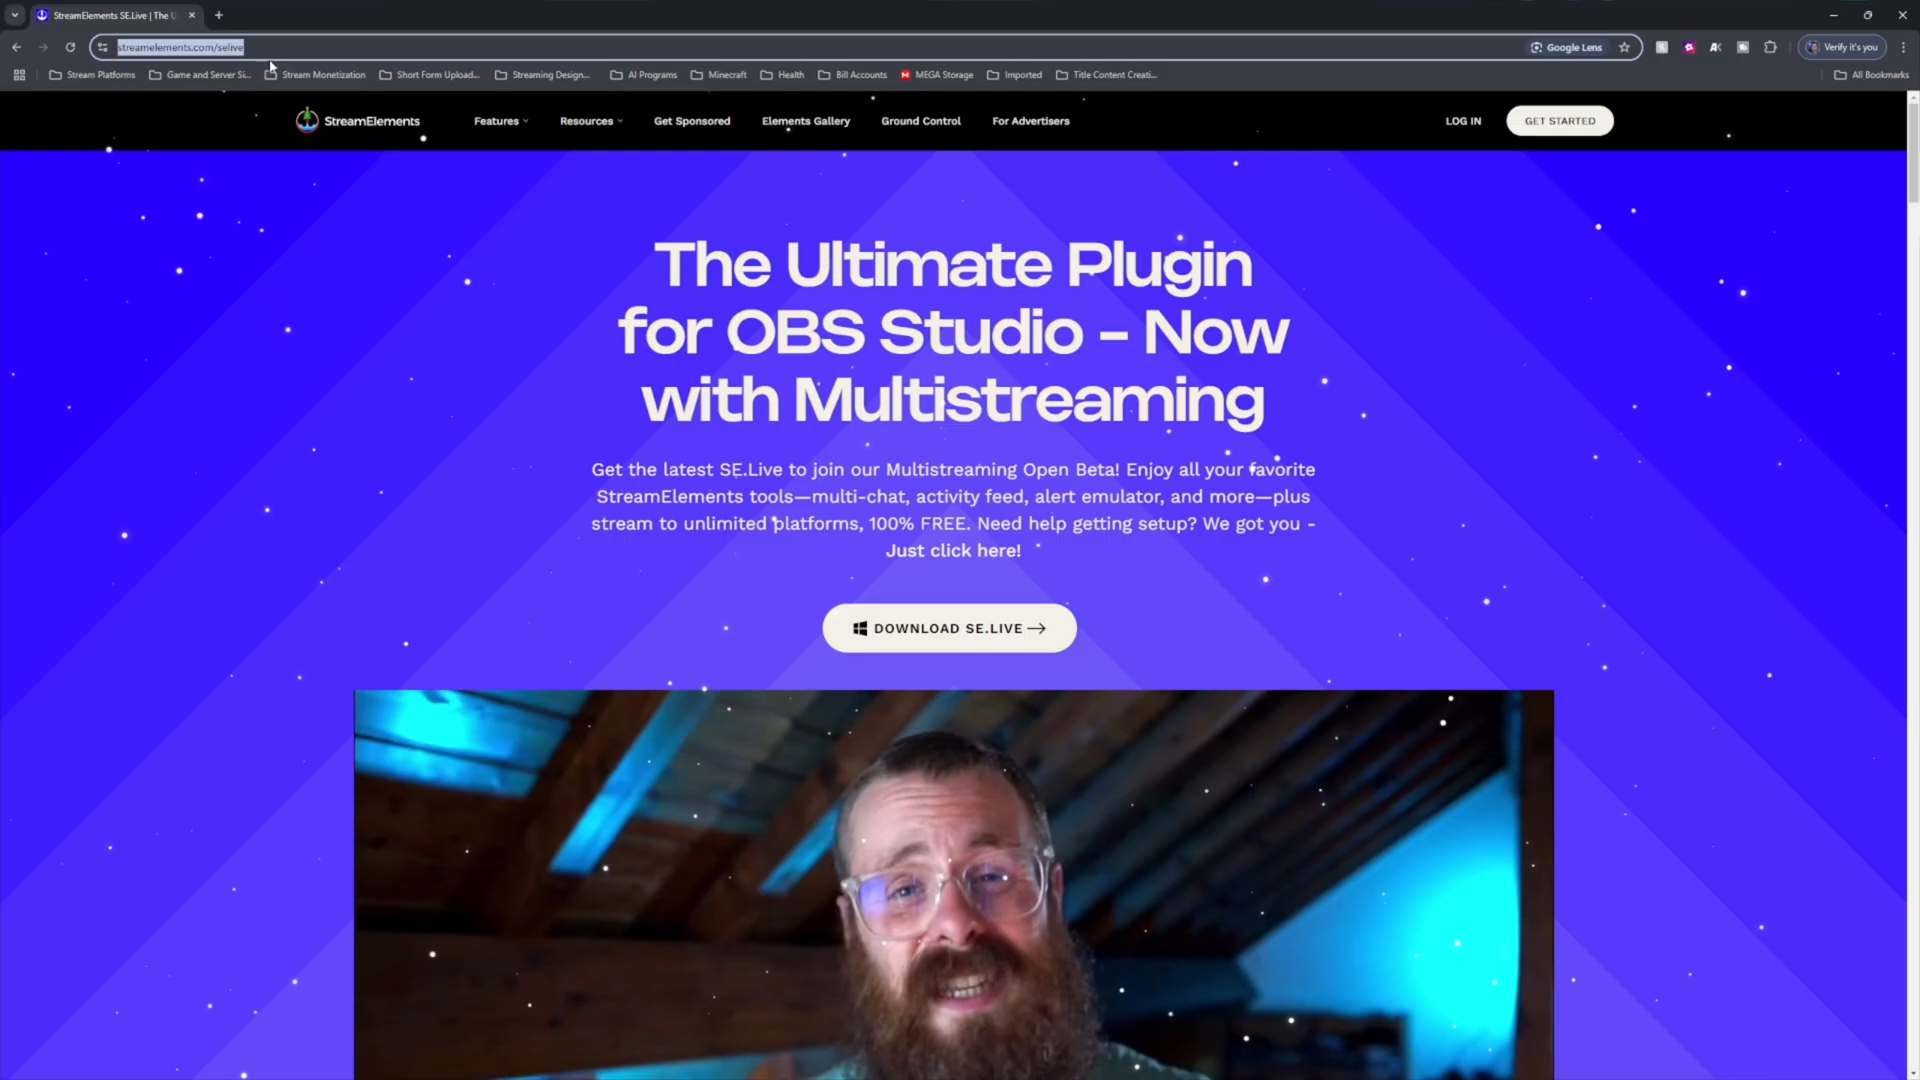 StreamElements SE.Live | The U
streamelements.com/selive
Google Lens
Verify it's you
Stream Platforms
Game and Server Si...
Stream Monetization
Short Form Upload...
Streaming Design...
AI Programs
Minecraft
Health
Bill Accounts
MEGA Storage
Imported
Title Content Creati...
All Bookmarks
StreamElements
Features
Resources
Get Sponsored
Elements Gallery
Ground Control
For Advertisers
LOG IN
GET STARTED
The Ultimate Plugin
for OBS Studio - Now
with Multistreaming
Get the latest SE.Live to join our Multistreaming Open Beta! Enjoy all your favorite
StreamElements tools—multi-chat, activity feed, alert emulator, and more—plus
stream to unlimited platforms, 100% FREE. Need help getting setup? We got you -
Just click here!
DOWNLOAD SE.LIVE